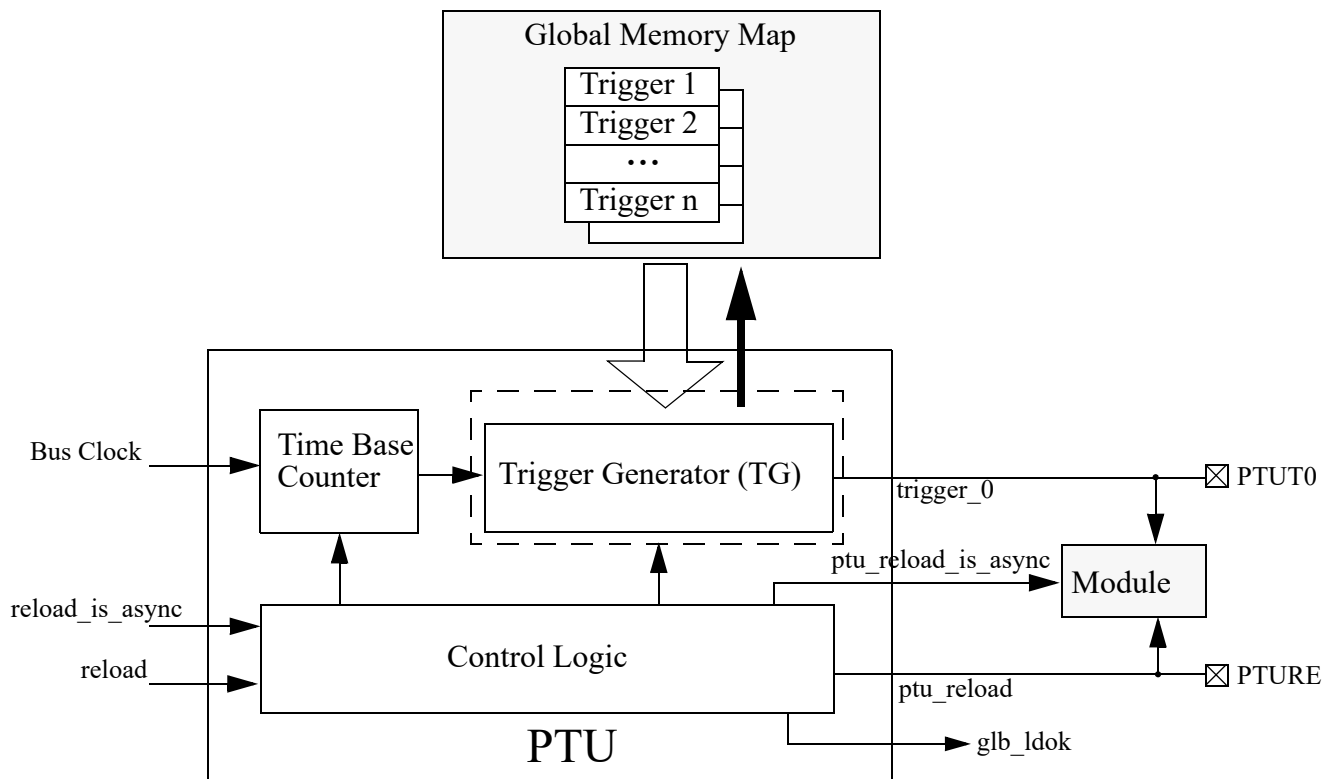 Global Memory Map
Trigger 1
Trigger 2
...
Trigger n
Bus Clock
Time Base
Counter
Trigger Generator (TG)
trigger_0
PTUT0
ptu_reload_is_async
Module
reload_is_async
reload
Control Logic
ptu_reload
PTURE
PTU
glb_ldok